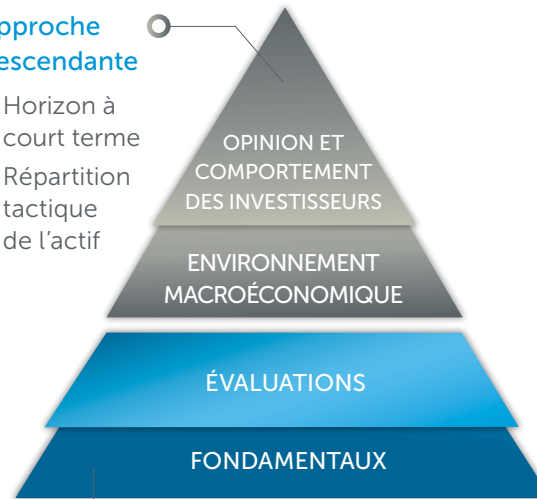 pproche
escendante
Horizon à
court terme
Répartition
tactique
de l'actif
OPINION ET
COMPORTEMENT
DES INVESTISSEURS
ENVIRONNEMENT
MACROÉCONOMIQUE
ÉVALUATIONS
FONDAMENTAUX